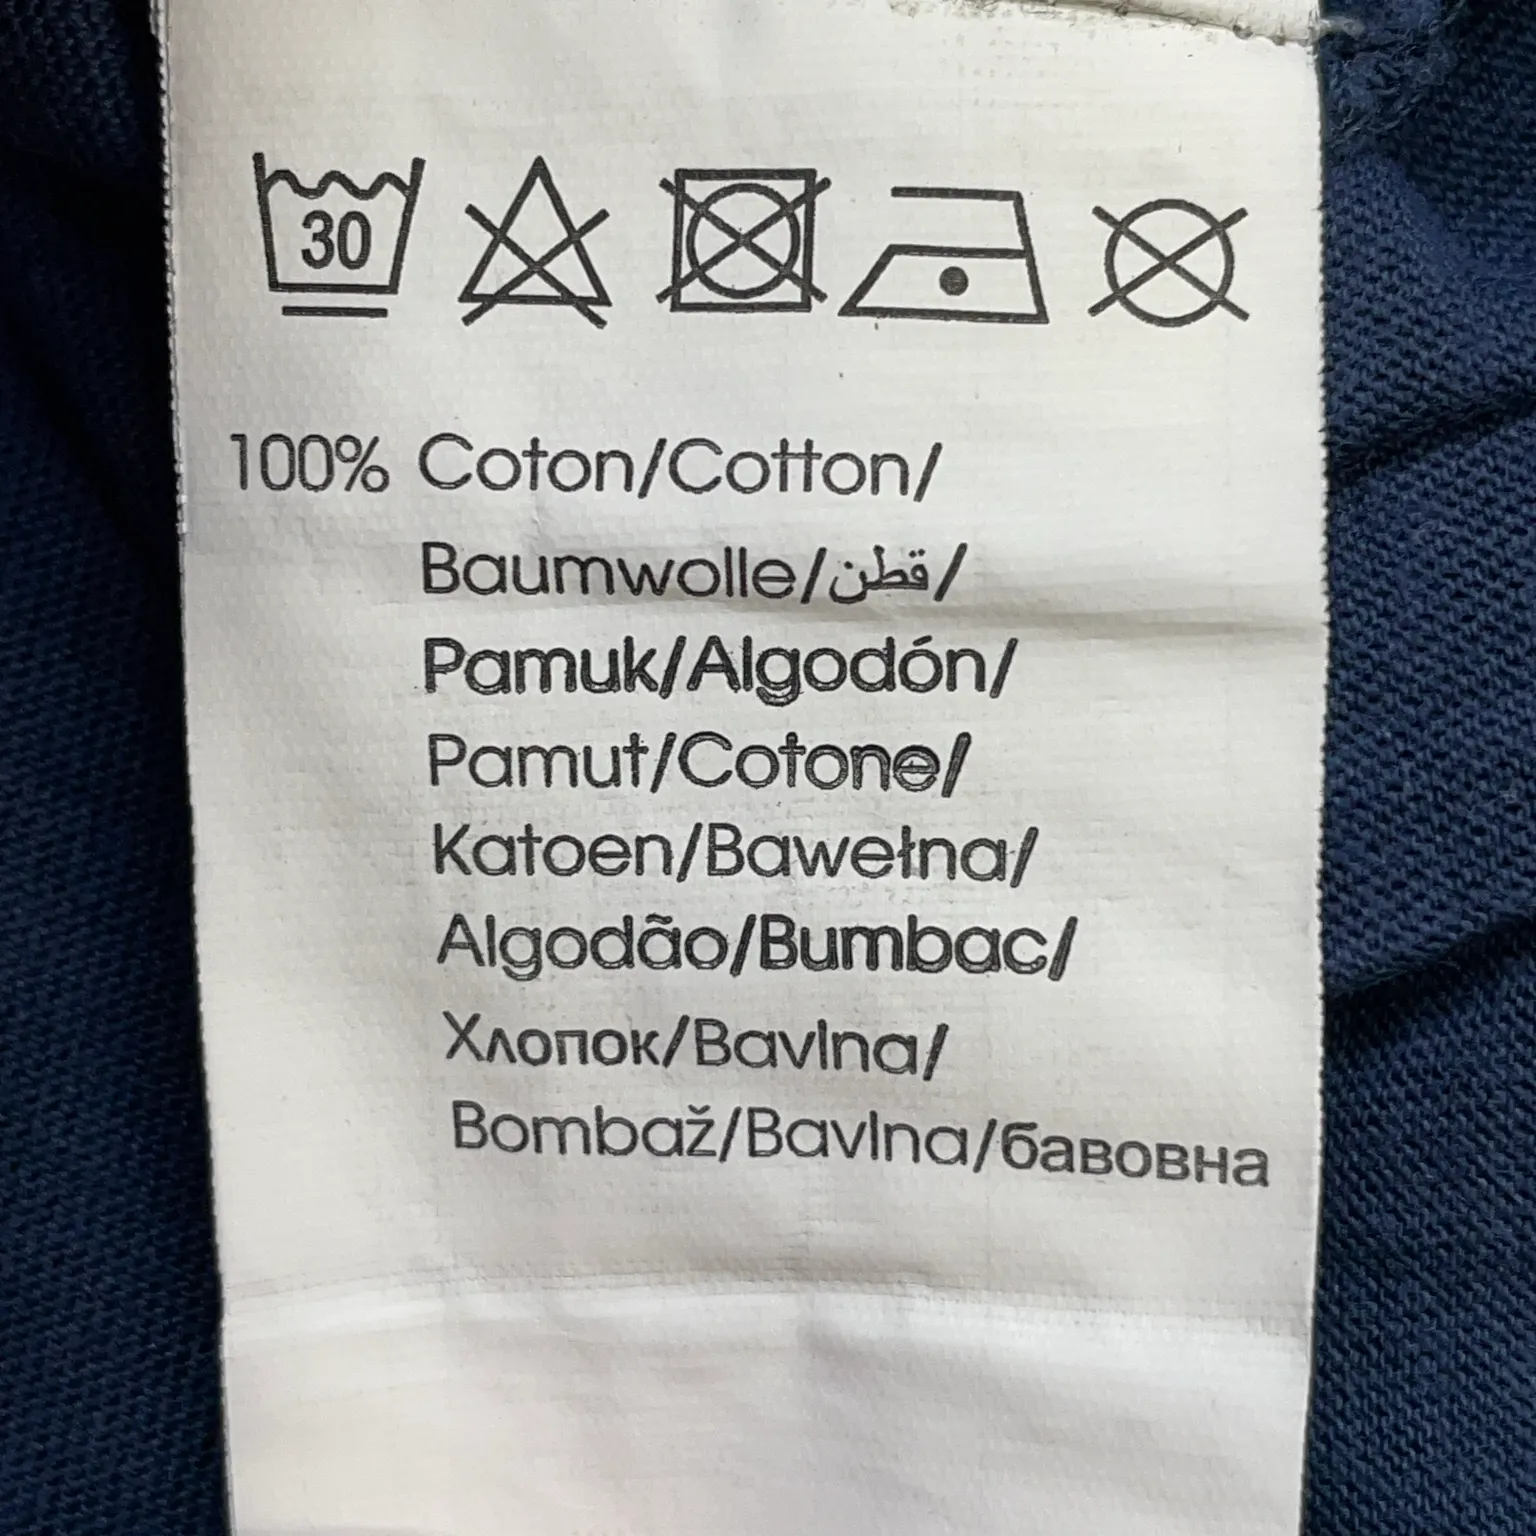 30
100% Coton/Cotton/
Baumwolle/قطن/
Pamuk/Algodón/
Pamut/Cotone/
Katoen/Bawełna/
Algodão/Bumbac/
Хлопок/Bavlna/
Bombaž/Bavlna/бавовна